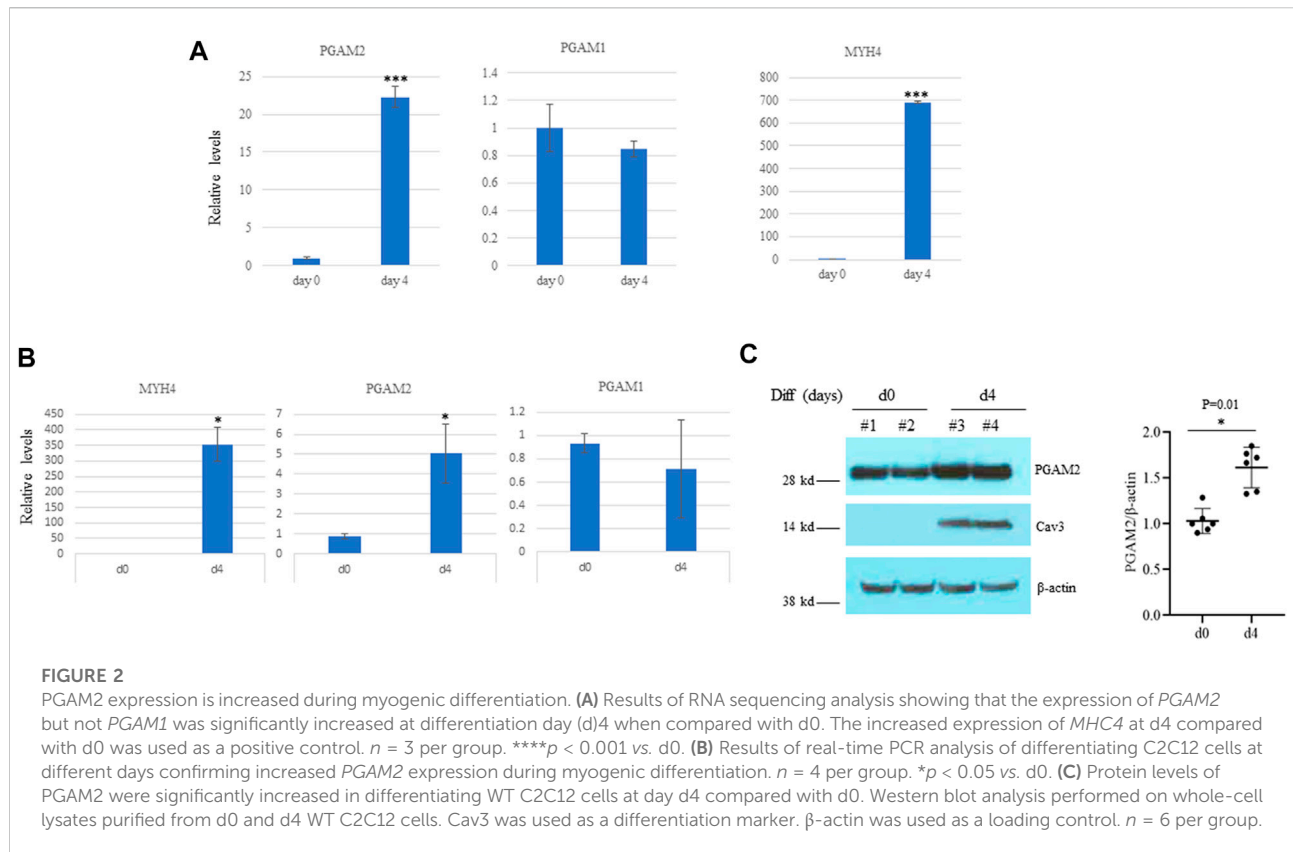 A
PGAM2
Relative levels
25
20
15
10
5
0
***
day 0
day 4
PGAM1
1.4
1.2
1
0.8
0.6
0.4
0.2
0
day 0
day 4
MYH4
800
700
600
500
400
300
200
100
0
***
day 0
day 4
B
MYH4
Relative levels
450
400
350
300
250
200
150
100
50
0
*
d0
d4
PGAM2
7
6
5
4
3
2
1
0
*
d0
d4
PGAM1
1.2
1
0.8
0.6
0.4
0.2
0
d0
d4
C
Diff (days) d0 d4
#1 #2 #3 #4
28 kd PGAM2
14 kd Cav3
38 kd β-actin
P=0.01
*
PGAM2/β-actin
2.0
1.5
1.0
0.5
0.0
d0
d4
FIGURE 2
PGAM2 expression is increased during myogenic differentiation. (A) Results of RNA sequencing analysis showing that the expression of PGAM2
but not PGAM1 was significantly increased at differentiation day (d)4 when compared with d0. The increased expression of MHC4 at d4 compared
with d0 was used as a positive control. n = 3 per group. ****p < 0.001 vs. d0. (B) Results of real-time PCR analysis of differentiating C2C12 cells at
different days confirming increased PGAM2 expression during myogenic differentiation. n = 4 per group. *p < 0.05 vs. d0. (C) Protein levels of
PGAM2 were significantly increased in differentiating WT C2C12 cells at day d4 compared with d0. Western blot analysis performed on whole-cell
lysates purified from d0 and d4 WT C2C12 cells. Cav3 was used as a differentiation marker. β-actin was used as a loading control. n = 6 per group.